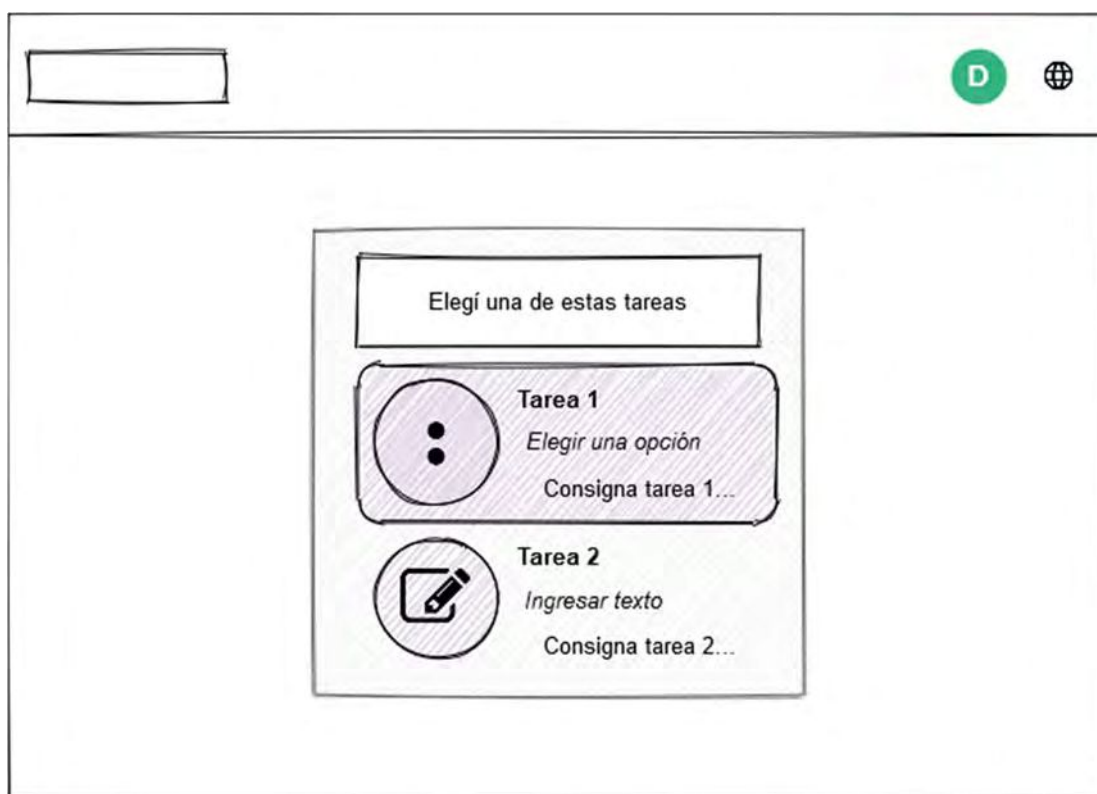 D
Elegí una de estas tareas
Tarea 1
Elegir una opción
Consigna tarea 1...
Tarea 2
Ingresar texto
Consigna tarea 2...